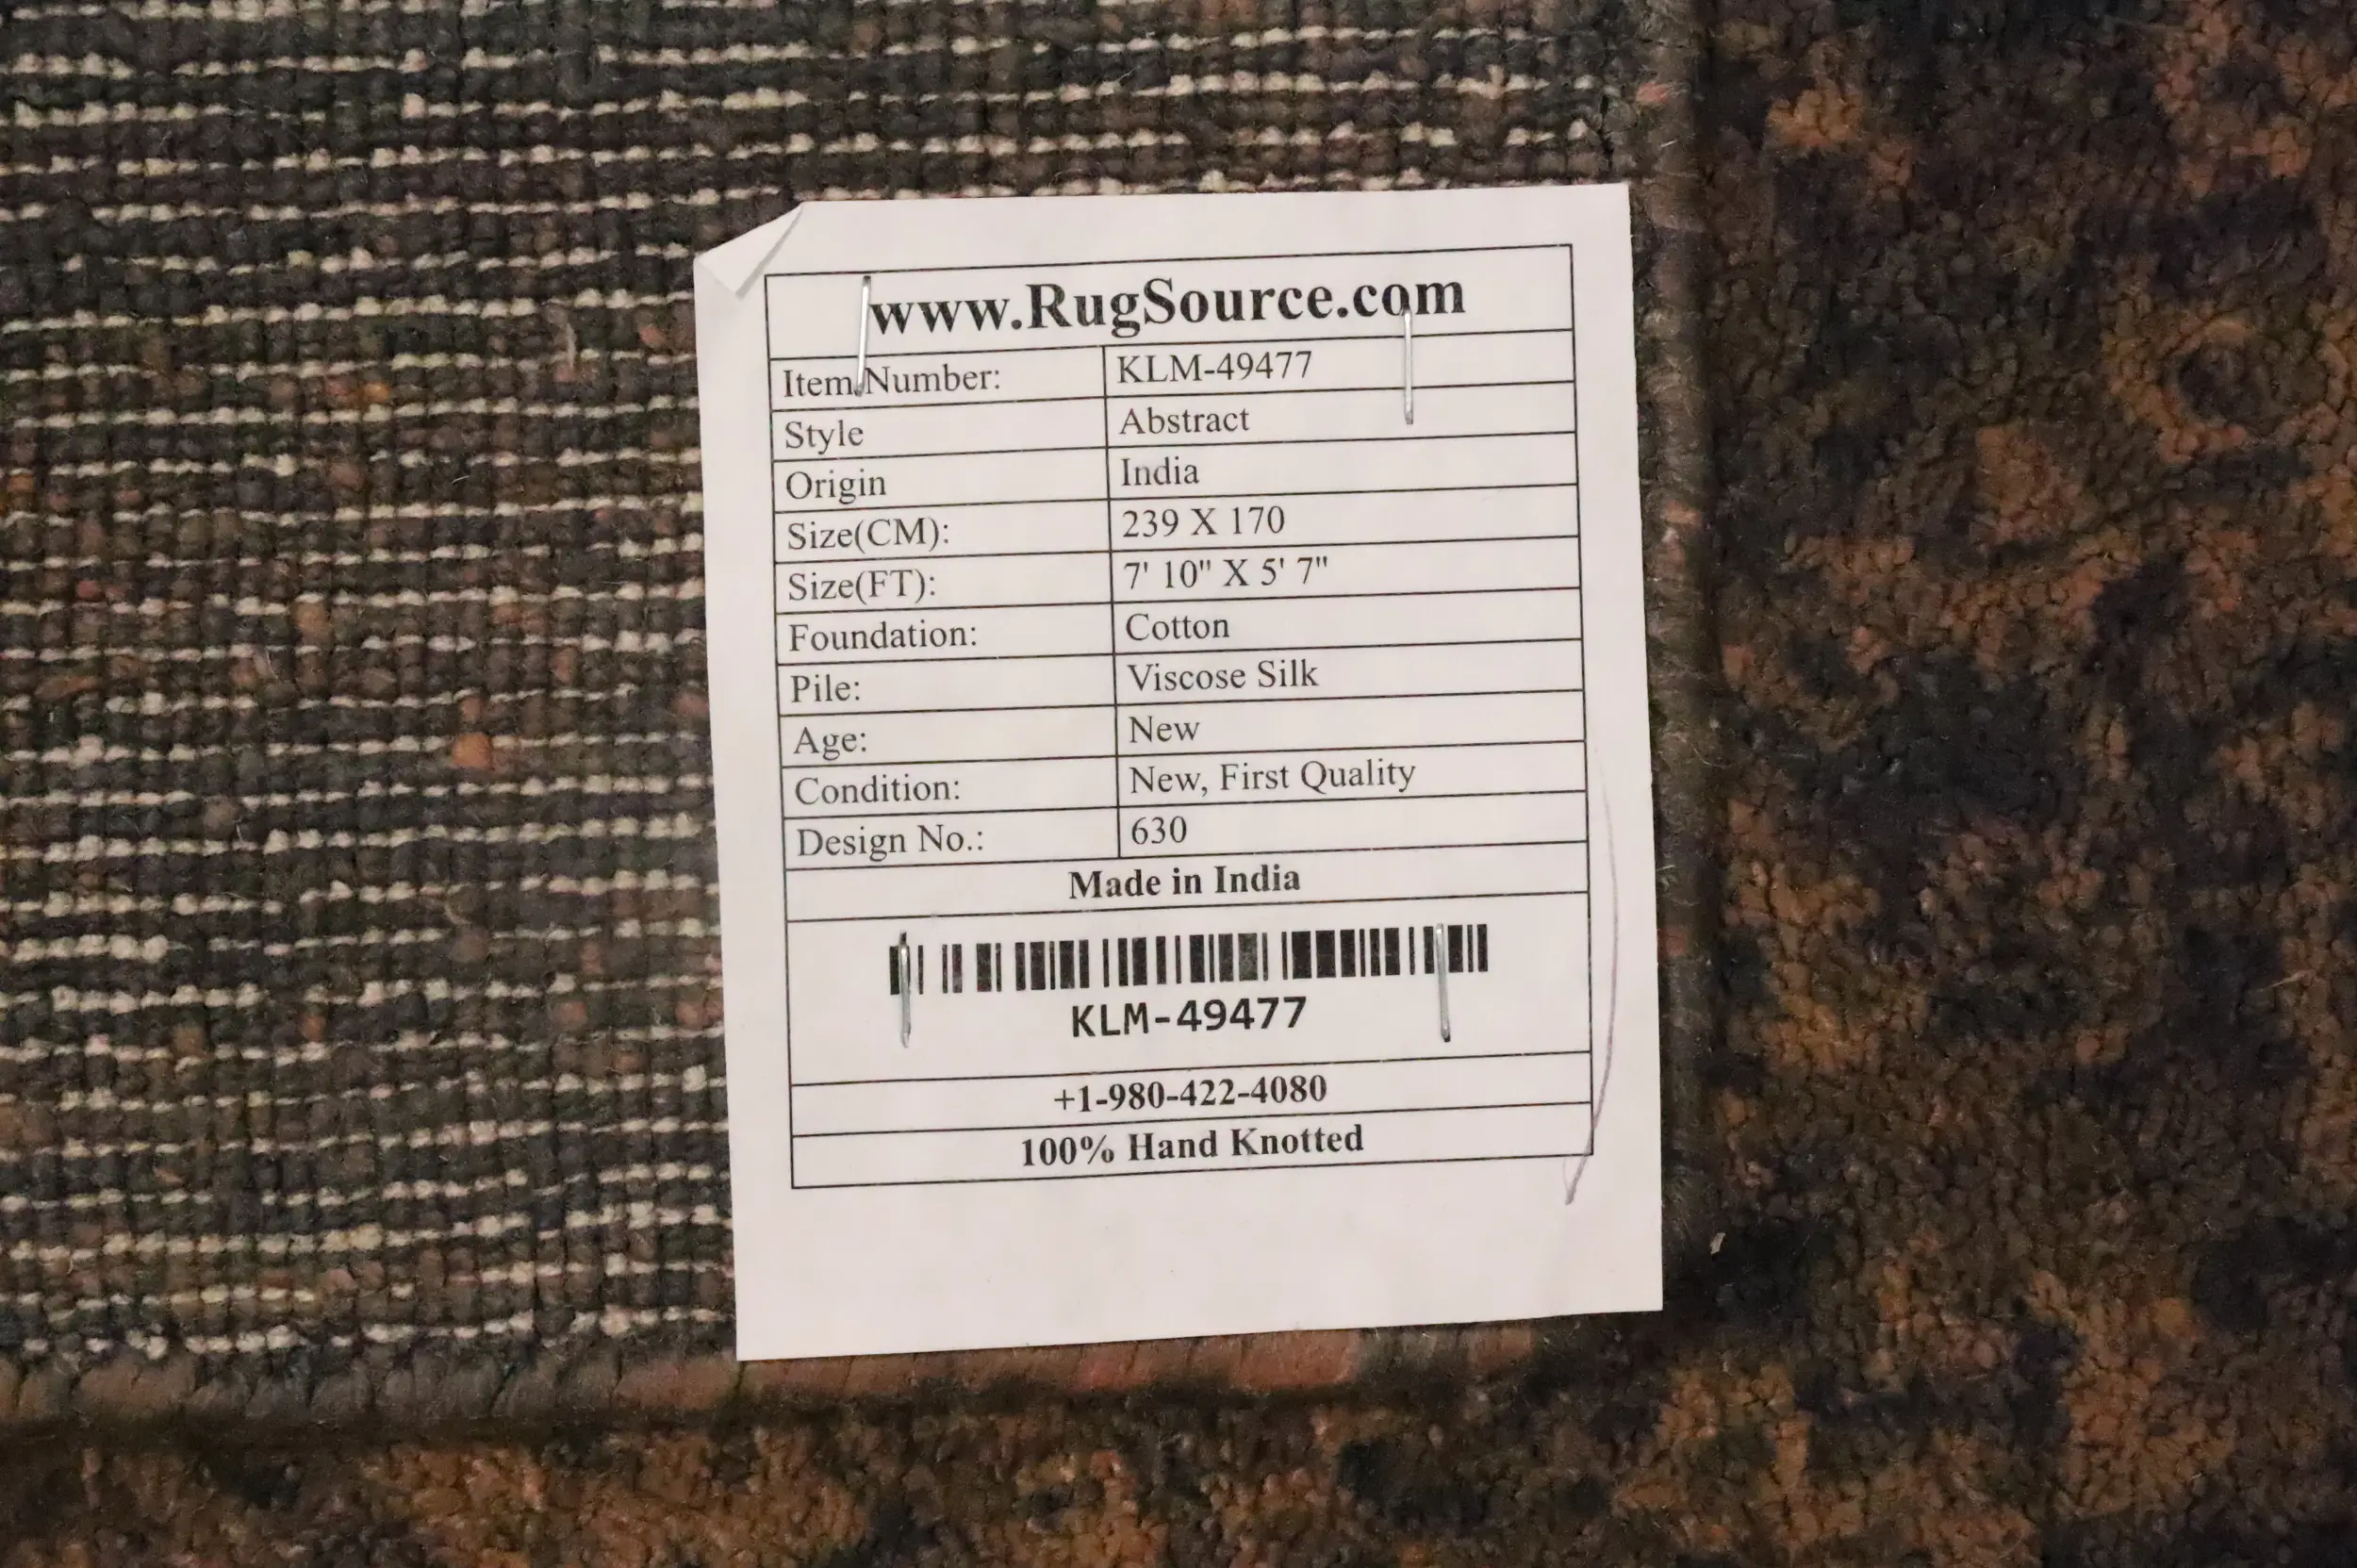 www.RugSource.com
Item Number: KLM-49477
Style Abstract
Origin India
Size(CM): 239 X 170
Size(FT): 7' 10" X 5' 7"
Foundation: Cotton
Pile: Viscose Silk
Age: New
Condition: New, First Quality
Design No.: 630
Made in India
KLM-49477
+1-980-422-4080
100% Hand Knotted